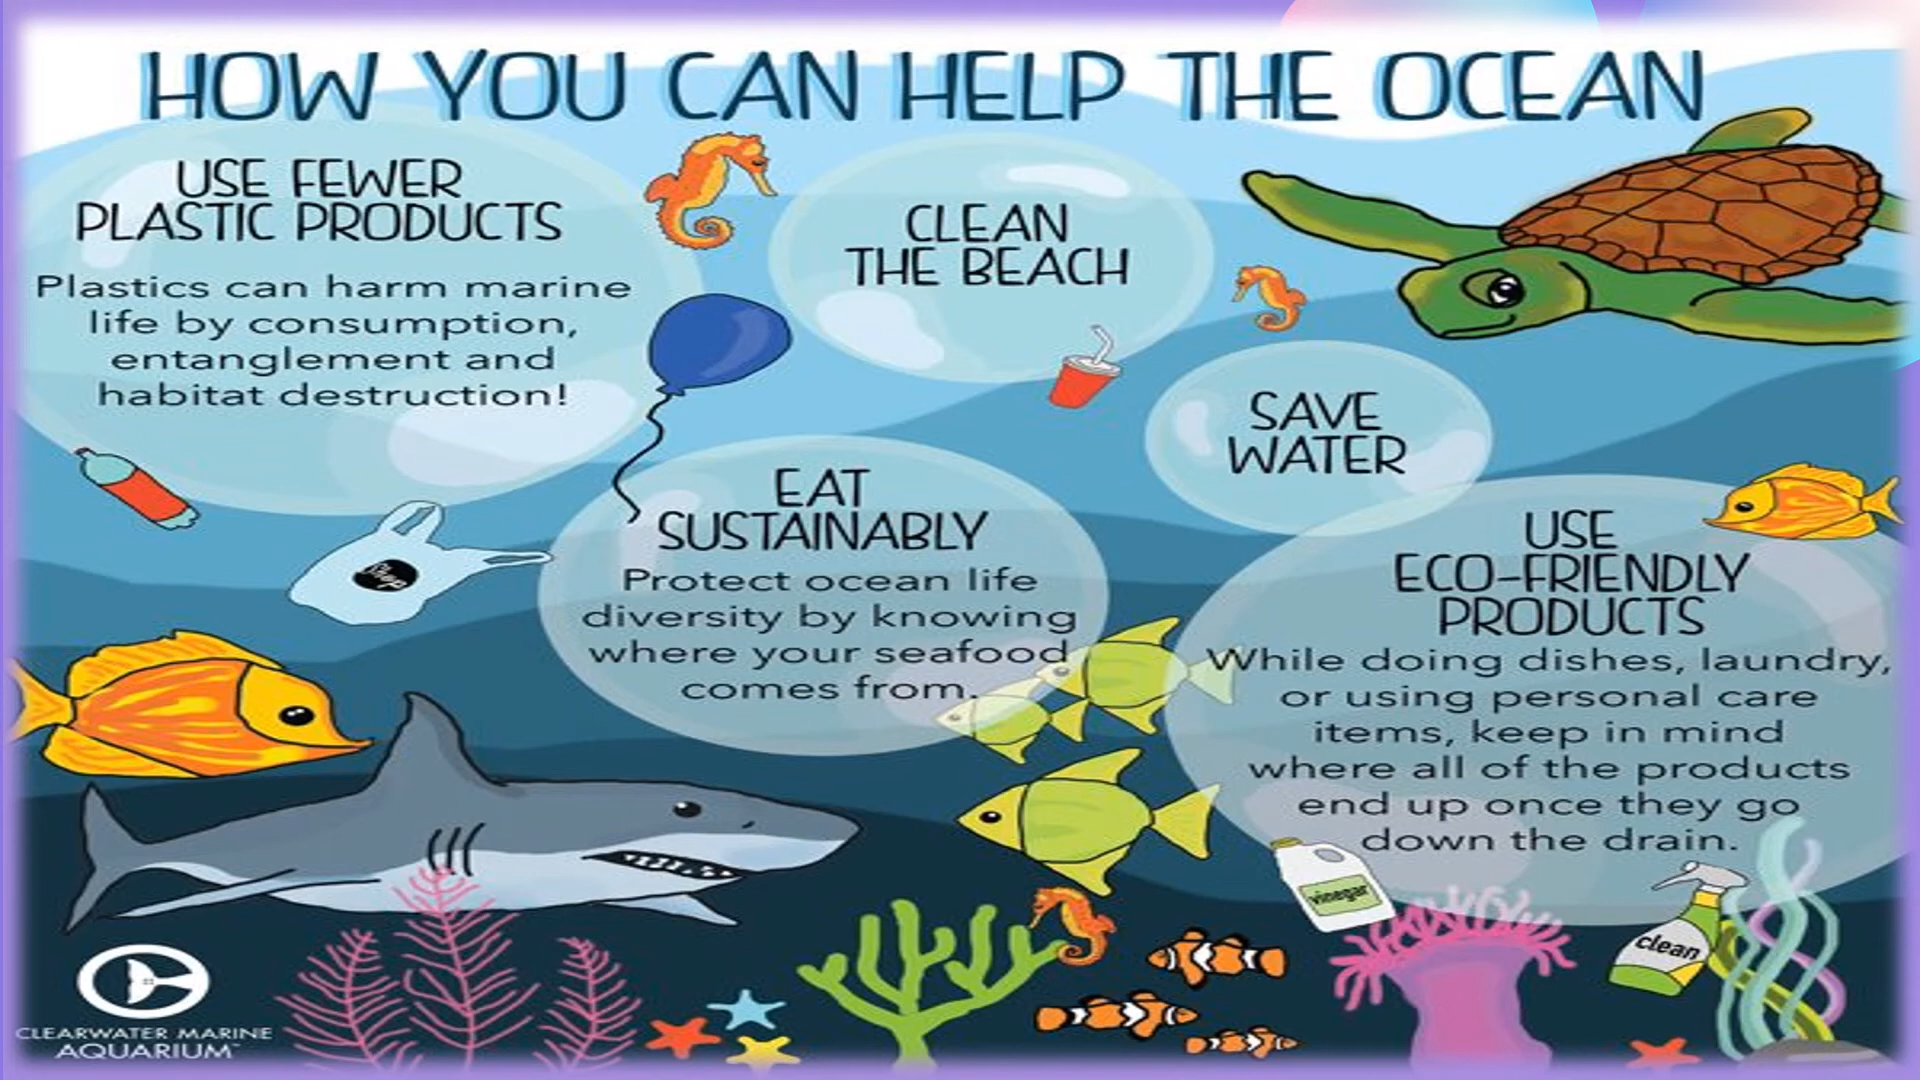 HOW YOU CAN HELP THE OCEAN
USE FEWER
PLASTIC PRODUCTS
Plastics can harm marine
life by consumption,
entanglement and
habitat destruction!
CLEAN
THE BEACH
SAVE
WATER
EAT
SUSTAINABLY
Protect ocean life
diversity by knowing
where your seafood
comes from.
USE
ECO-FRIENDLY
PRODUCTS
While doing dishes, laundry,
or using personal care
items, keep in mind
where all of the products
end up once they go
down the drain.
Shop
vinegar
clean
CLEARWATER MARINE
AQUARIUM™